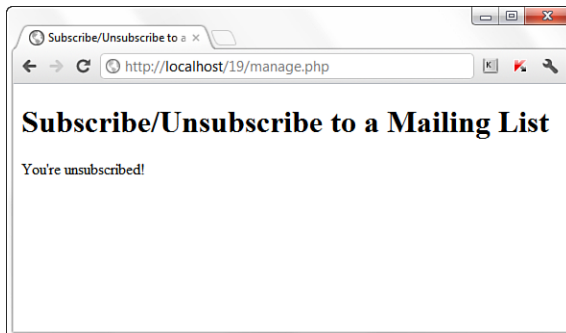 Subscribe/Unsubscribe to a
http://localhost/19/manage.php
Subscribe/Unsubscribe to a Mailing List
You're unsubscribed!